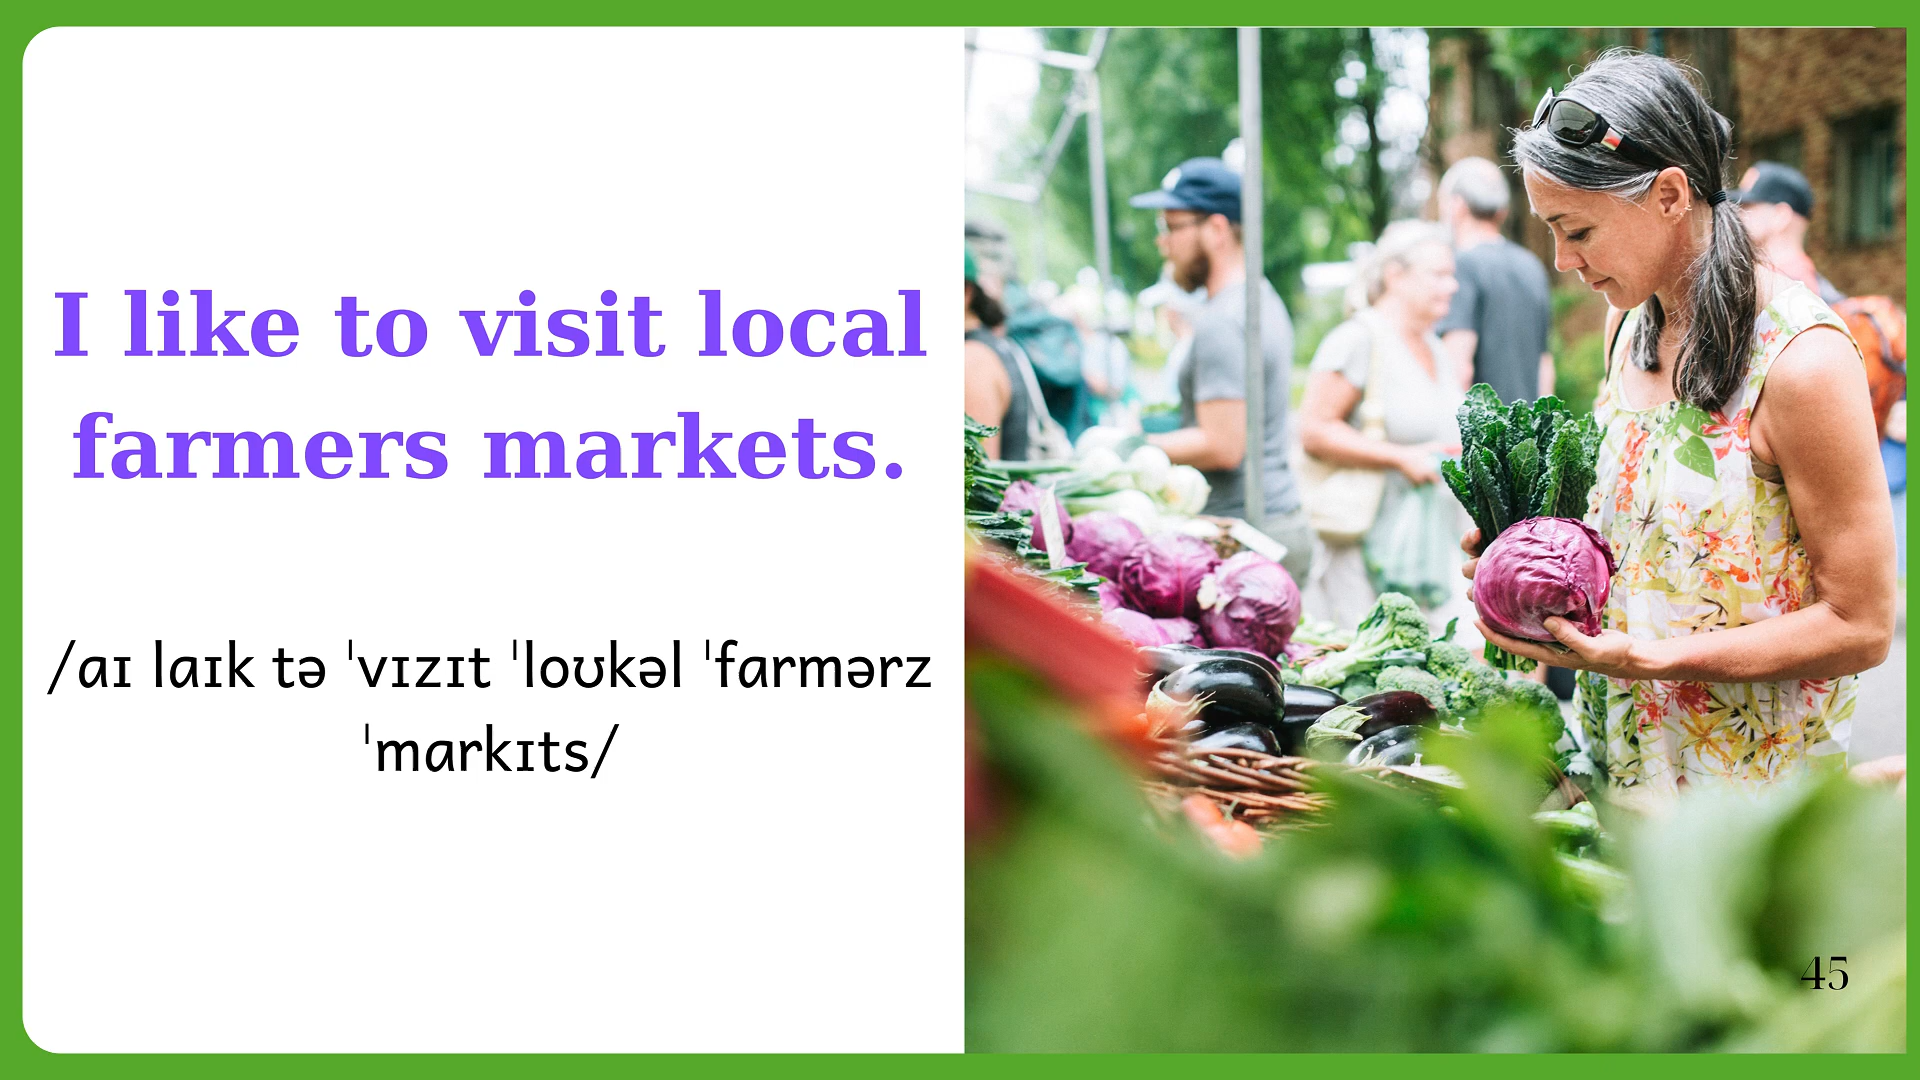 I like to visit local
farmers markets.
/aɪ laɪk tə ˈvɪzɪt ˈloʊkəl ˈfarmərz
ˈmarkɪts/
45